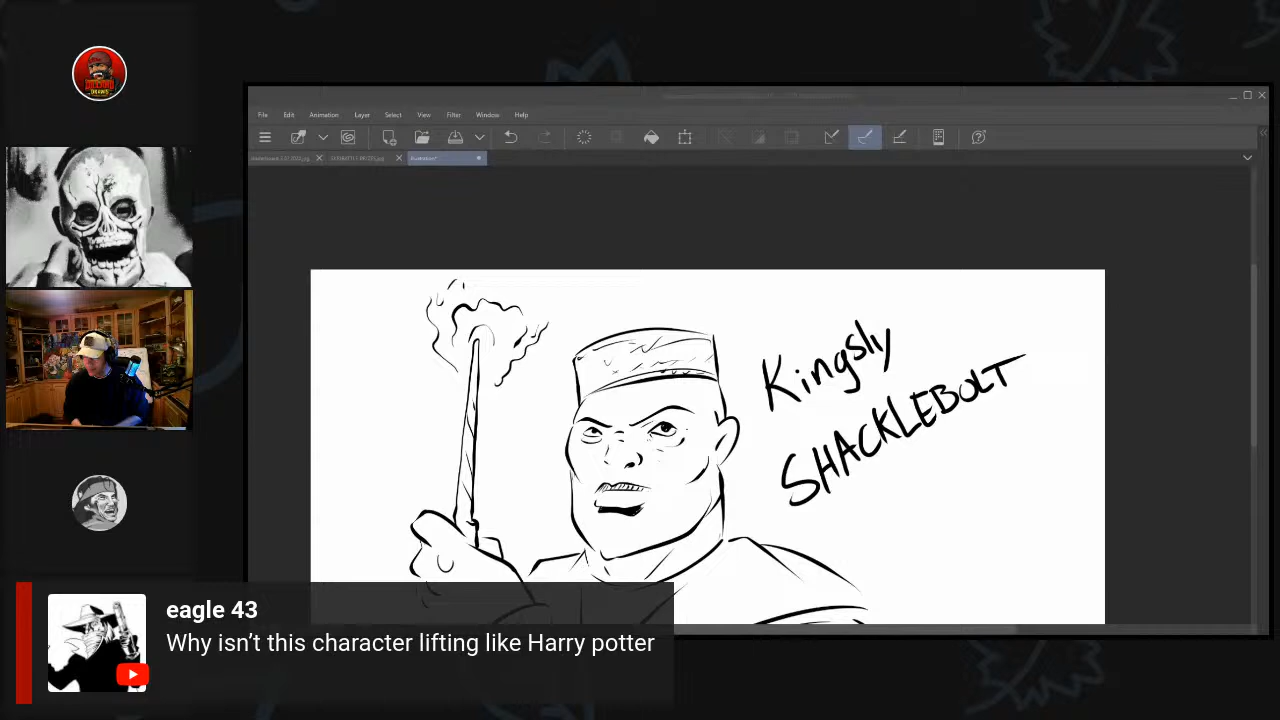 File Edit Animation Layer Select View Filter Window Help
Kingsly
SHACKLEBOLT
eagle 43
Why isn’t this character lifting like Harry potter